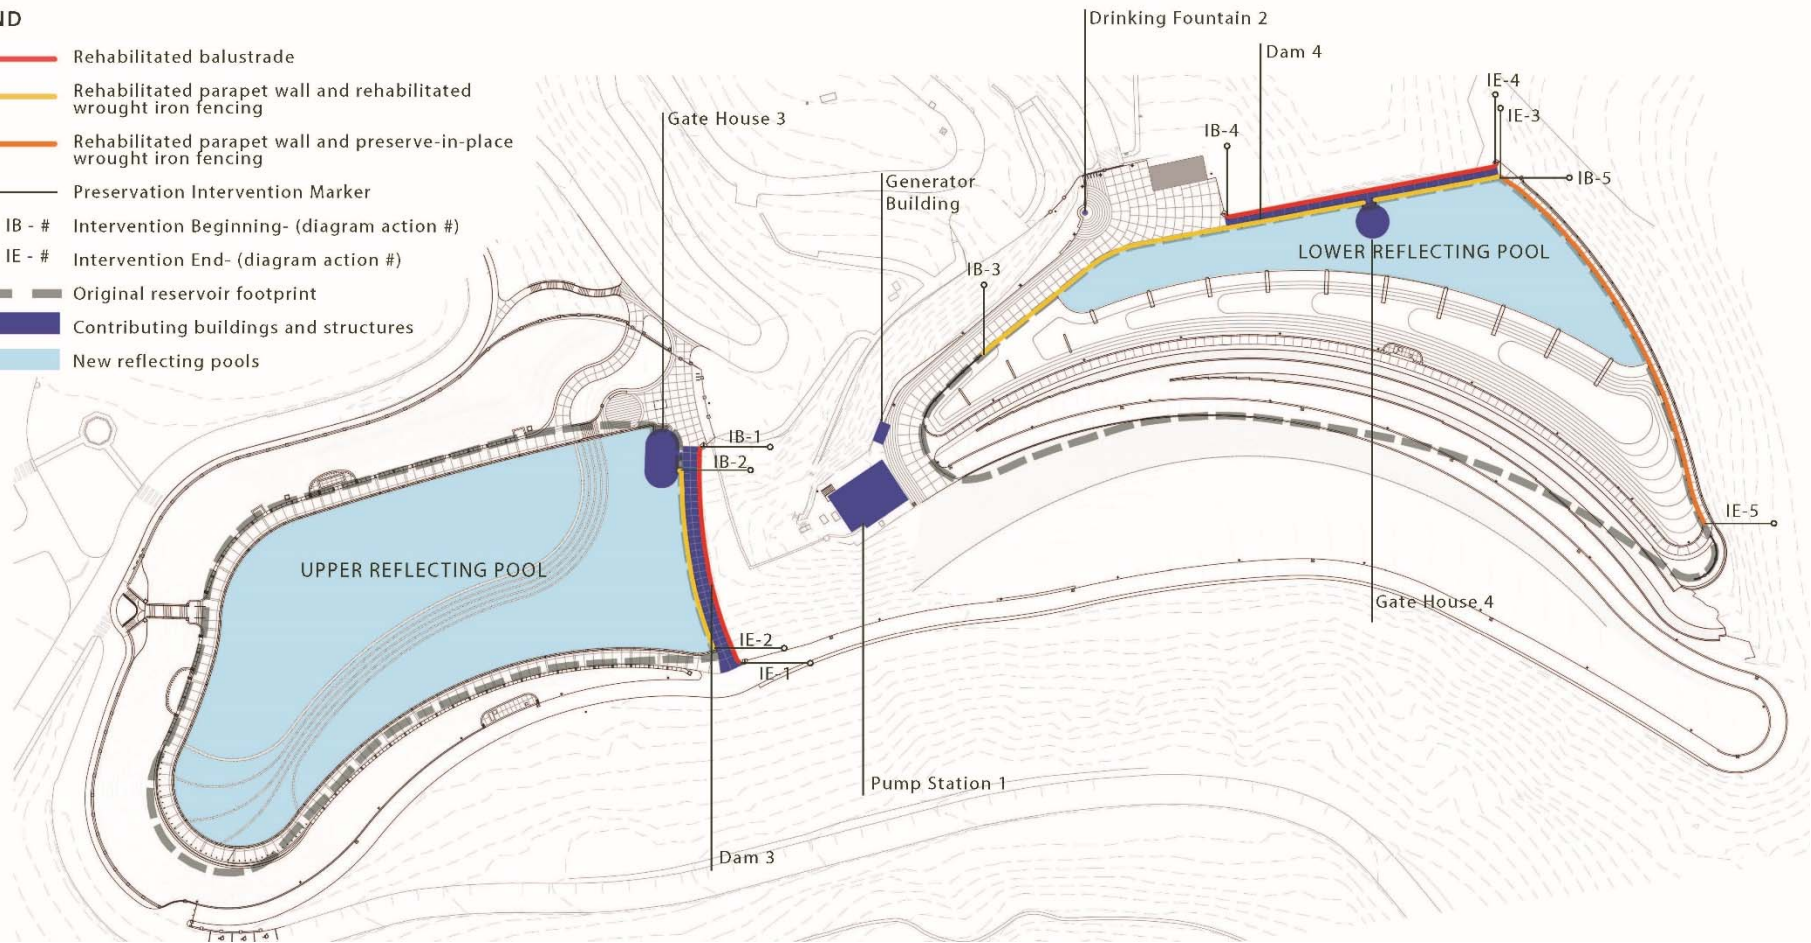 ND
Rehabilitated balustrade
Rehabilitated parapet wall and rehabilitated
wrought iron fencing
Rehabilitated parapet wall and preserve-in-place
wrought iron fencing
Preservation Intervention Marker
IB - # Intervention Beginning- (diagram action #)
IE - # Intervention End- (diagram action #)
Original reservoir footprint
Contributing buildings and structures
New reflecting pools
Drinking Fountain 2
Dam 4
IE-4
IE-3
Gate House 3
IB-4
Generator
Building
IB-5
LOWER REFLECTING POOL
IB-3
IB-1
IB-2
IE-5
UPPER REFLECTING POOL
Gate House 4
IE-2
IE-1
Pump Station 1
Dam 3